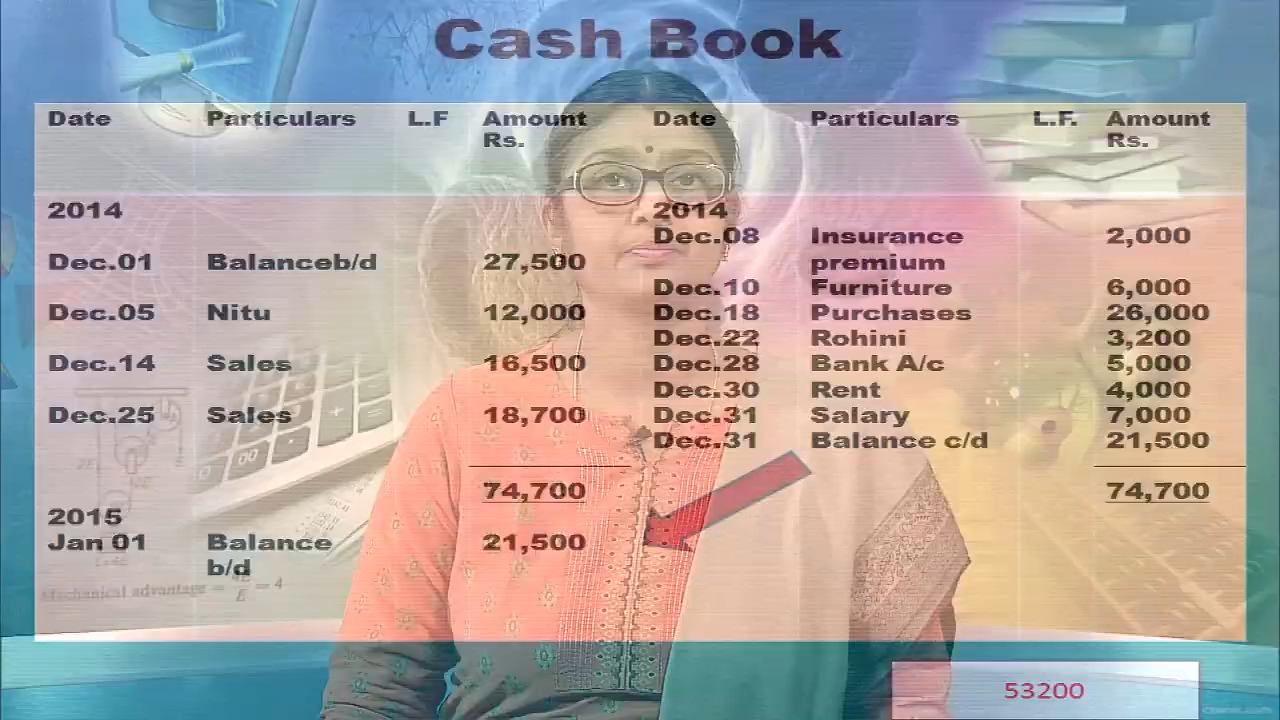 Cash Book
Date Particulars L.F Amount Rs. Date Particulars L.F. Amount Rs.
2014 2014
Dec.08 Insurance premium 2,000
Dec.01 Balanceb/d 27,500
Dec.10 Furniture 6,000
Dec.05 Nitu 12,000 Dec.18 Purchases 26,000
Dec.22 Rohini 3,200
Dec.14 Sales 16,500 Dec.28 Bank A/c 5,000
Dec.30 Rent 4,000
Dec.25 Sales 18,700 Dec.31 Salary 7,000
Dec.31 Balance c/d 21,500
74,700 74,700
2015
Jan 01 Balance b/d 21,500
Mechanical advantage = 4E/E = 4
53200